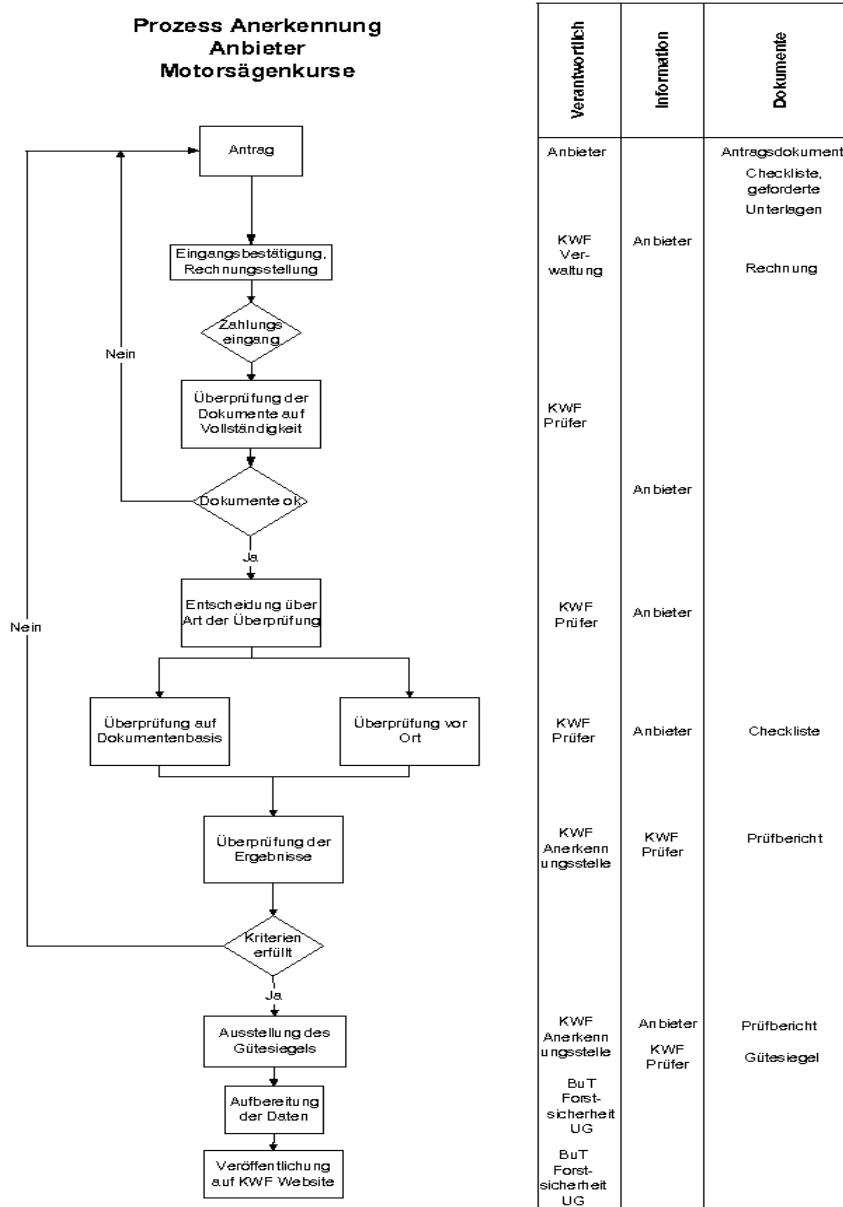 Prozess Anerkennung
Anbieter
Motorsägenkurse
Verantwortlich
Information
Dokumente
Antrag
Anbieter
Antragsdokument
Checkliste,
geforderte
Unterlagen
Eingangsbestätigung,
Rechnungsstellung
KWF
Ver-
waltung
Anbieter
Rechnung
Zahlungs
eingang
Nein
Überprüfung der
Dokumente auf
Vollständigkeit
KWF
Prüfer
Dokumente ok
Anbieter
Ja
Entscheidung über
Art der Überprüfung
KWF
Prüfer
Anbieter
Nein
Überprüfung auf
Dokumentenbasis
Überprüfung vor
Ort
KWF
Prüfer
Anbieter
Checkliste
Überprüfung der
Ergebnisse
KWF
Anerkenn
ungsstelle
KWF
Prüfer
Prüfbericht
Kriterien
erfüllt
Ja
Ausstellung des
Gütesiegels
KWF
Anerkenn
ungsstelle
Anbieter
KWF
Prüfer
Prüfbericht
Gütesiegel
Aufbereitung
der Daten
BuT
Forst-
sicherheit
UG
Veröffentlichung
auf KWF Website
BuT
Forst-
sicherheit
UG